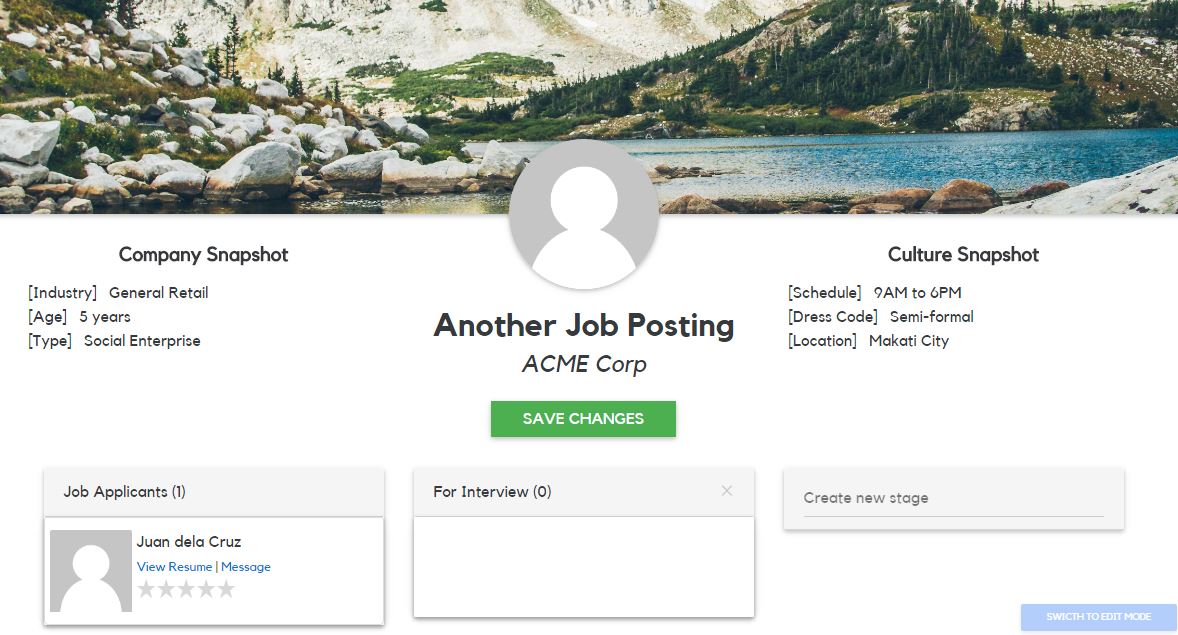 Company Snapshot
[Industry] General Retail
[Age] 5 years
[Type] Social Enterprise
Another Job Posting
ACME Corp
SAVE CHANGES
Culture Snapshot
[Schedule] 9AM to 6PM
[Dress Code] Semi-formal
[Location] Makati City
Job Applicants (1)
Juan dela Cruz
View Resume | Message
For Interview (0)
Create new stage
SWICTH TO EDIT MODE